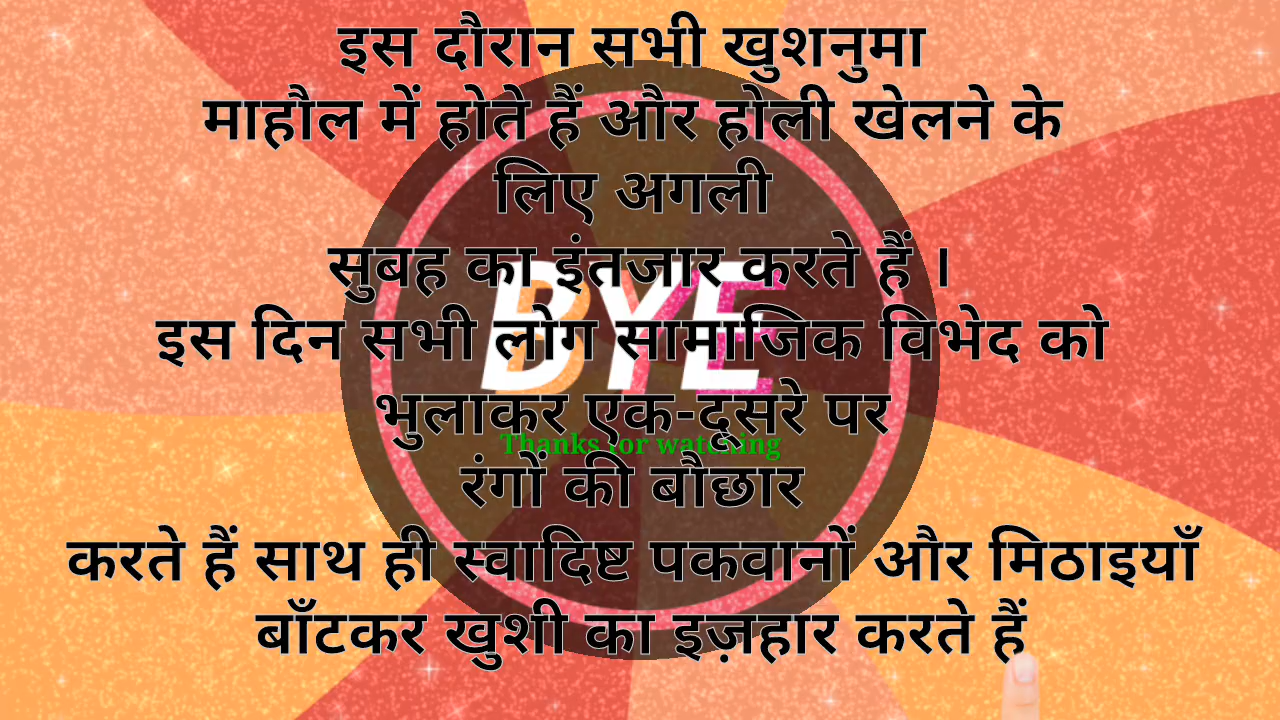 इस दौरान सभी खुशनुमा
माहौल में होते हैं और होली खेलने के
लिए अगली
सुबह का इंतजार करते हैं ।
BYE
इस दिन सभी लोग सामाजिक विभेद को
भुलाकर एक-दूसरे पर
Thanks for watching
रंगों की बौछार
करते हैं साथ ही स्वादिष्ट पकवानों और मिठाइयाँ
बाँटकर खुशी का इज़हार करते हैं